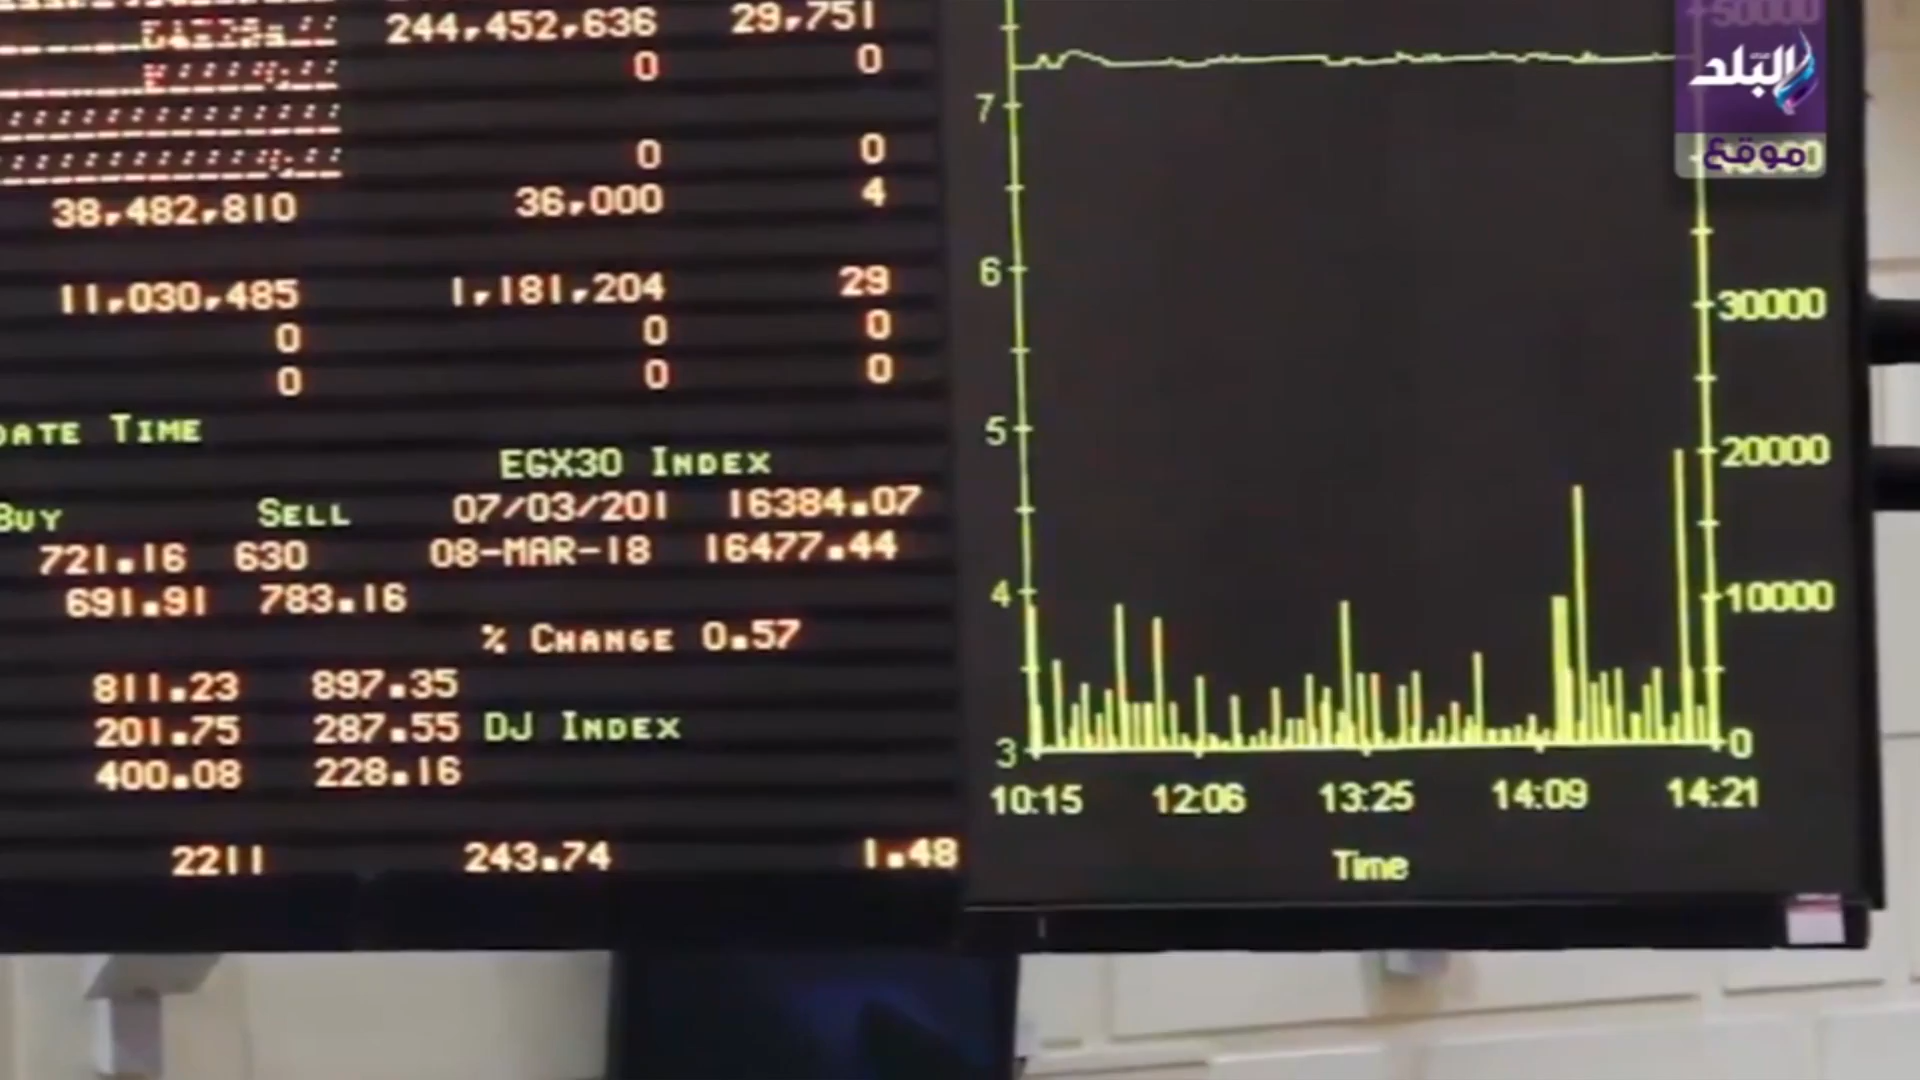 244,452,636 29,751
0 0
0 0
38,482,810 36,000 4
11,030,485 1,181,204 29
0 0 0
0 0 0
DATE TIME
EGX30 INDEX
BUY SELL 07/03/201 16384.07
721.16 630 08-MAR-18 16477.44
691.91 783.16
% CHANGE 0.57
811.23 897.35
201.75 287.55 DJ INDEX
400.08 228.16
2211 243.74 1.48
50000
7
6
5
4
3
30000
20000
10000
0
10:15 12:06 13:25 14:09 14:21
Time
البلد
موقع